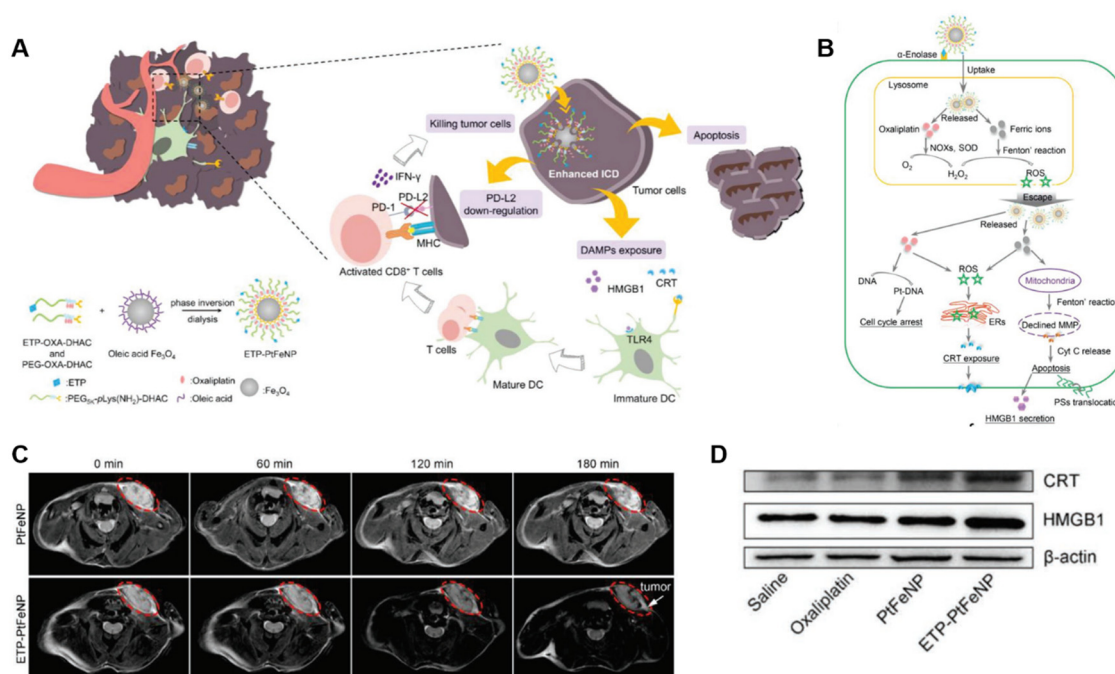 A
Killing tumor cells
IFN-γ
PD-L2
PD-1
MHC
Activated CD8⁺ T cells
PD-L2
down-regulation
Enhanced ICD
Tumor cells
Apoptosis
DAMPs exposure
HMGB1
CRT
T cells
Mature DC
TLR4
Immature DC
ETP-OXA-DHAC
and
PEG-OXA-DHAC
+
Oleic acid Fe₃O₄
phase inversion
dialysis
ETP-PtFeNP
:ETP
:Oxaliplatin
:Fe₃O₄
:PEG₅ₖ-pLys(NH₂)-DHAC
:Oleic acid
B
α-Enolase
Uptake
Lysosome
Released
Oxaliplatin
Ferric ions
NOXs, SOD
Fenton' reaction
O₂
H₂O₂
ROS
Escape
Released
DNA
Pt-DNA
Cell cycle arrest
ROS
ERs
CRT exposure
Mitochondria
Fenton' reaction
Declined MMP
Cyt C release
Apoptosis
PSs translocation
HMGB1 secretion
C
0 min
60 min
120 min
180 min
PtFeNP
ETP-PtFeNP
tumor
D
CRT
HMGB1
β-actin
Saline
Oxaliplatin
PtFeNP
ETP-PtFeNP